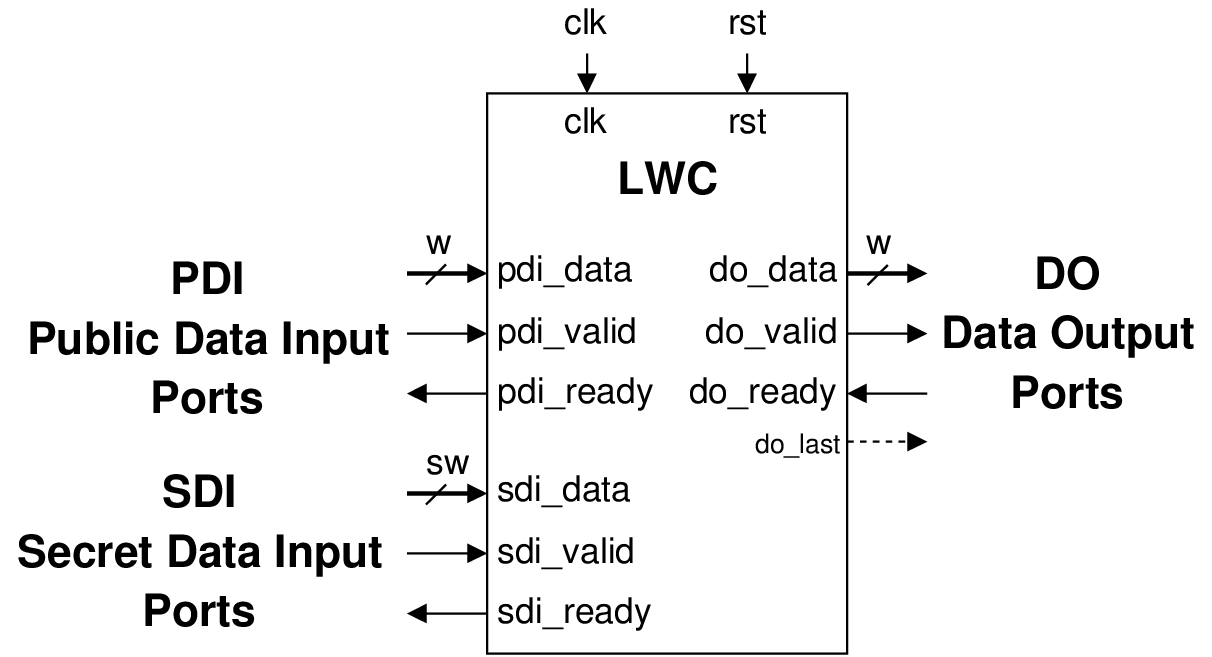 clk rst
clk rst
LWC
w w
PDI pdi_data do_data DO
Public Data Input pdi_valid do_valid Data Output
Ports pdi_ready do_ready Ports
do_last
sw
SDI sdi_data
Secret Data Input sdi_valid
Ports sdi_ready